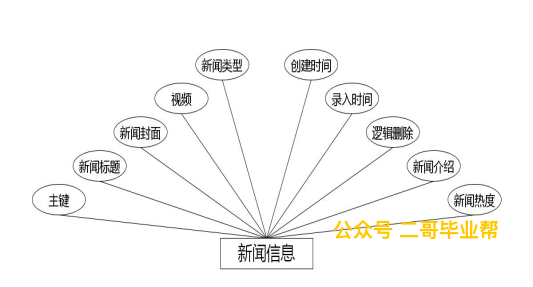 新闻类型
创建时间
视频
录入时间
新闻封面
逻辑删除
新闻标题
新闻介绍
主键
新闻热度
公众号 二哥毕业帮
新闻信息